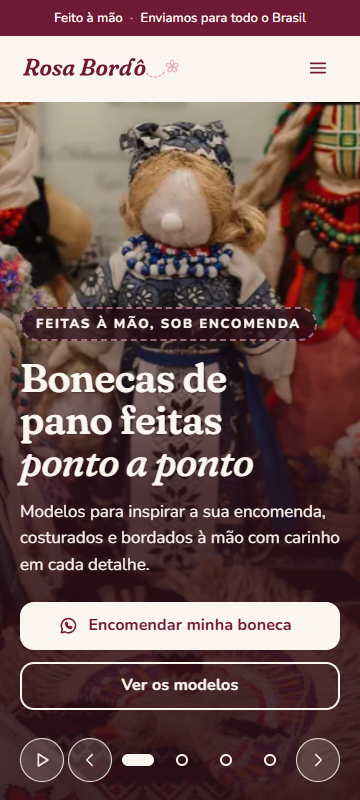 Feito à mão · Enviamos para todo o Brasil
Rosa Bordô
FEITAS À MÃO, SOB ENCOMENDA
Bonecas de
pano feitas
ponto a ponto
Modelos para inspirar a sua encomenda,
costurados e bordados à mão com carinho
em cada detalhe.
Encomendar minha boneca
Ver os modelos